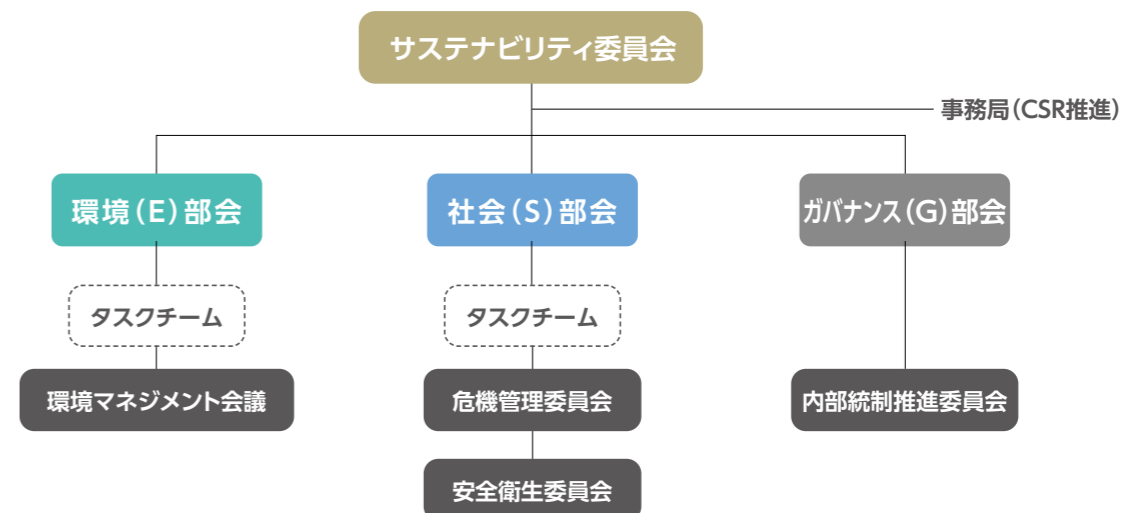 サステナビリティ委員会
事務局(CSR推進)
環境(E)部会
社会(S)部会
ガバナンス(G)部会
タスクチーム
タスクチーム
環境マネジメント会議
危機管理委員会
内部統制推進委員会
安全衛生委員会